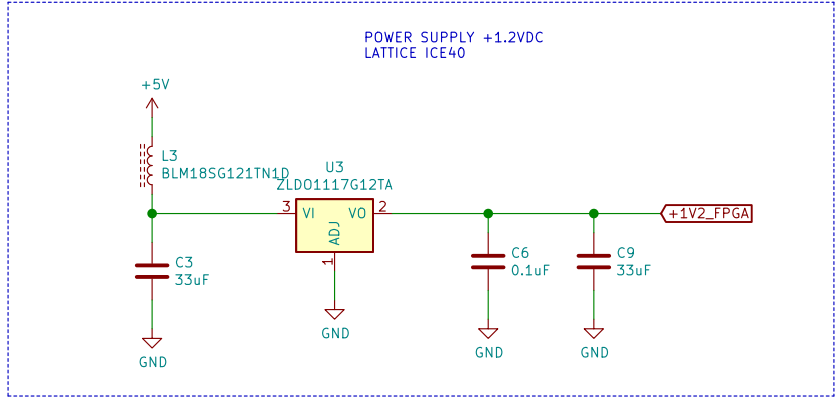 POWER SUPPLY +1.2VDC
LATTICE ICE40
+5V
L3
BLM18SG121TN1D
U3
ZLDO1117G12TA
3
VI
VO
2
ADJ
1
GND
C3
33uF
GND
C6
0.1uF
GND
C9
33uF
GND
+1V2_FPGA